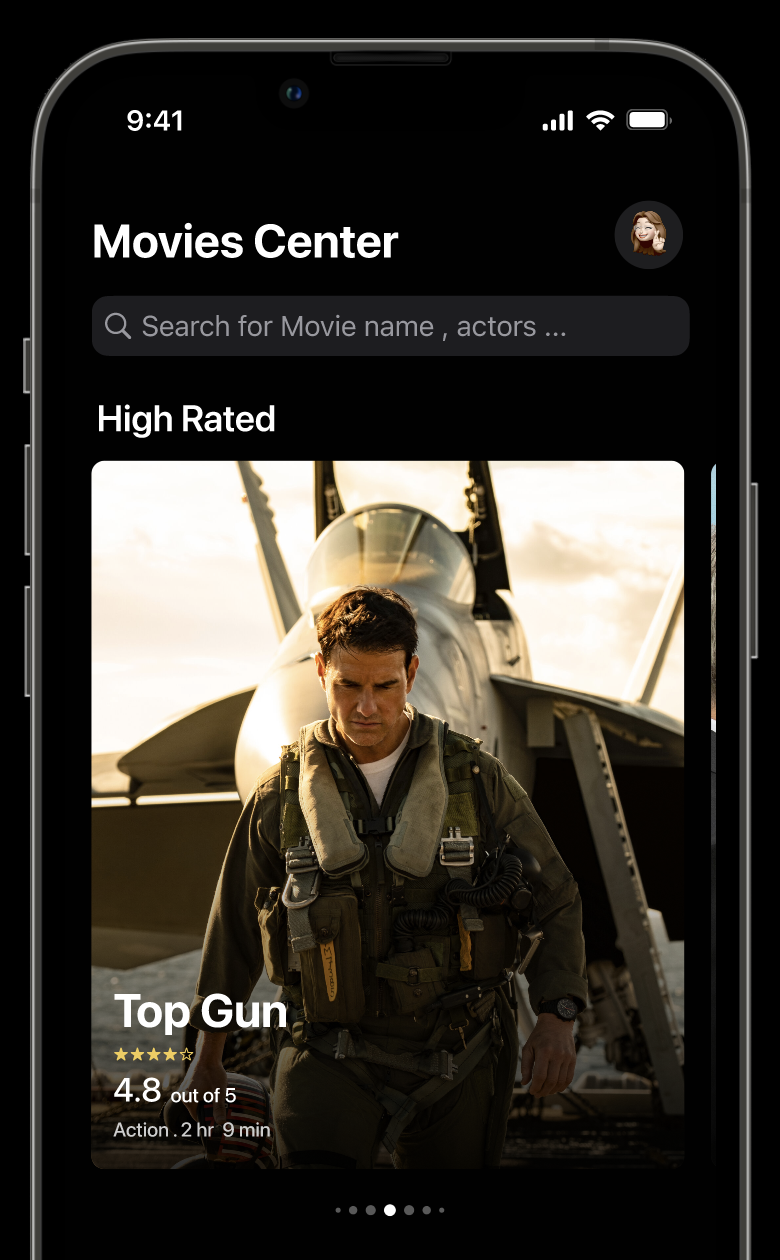 9:41
Movies Center
Search for Movie name , actors ...
High Rated
Top Gun
4.8 out of 5
Action . 2 hr 9 min